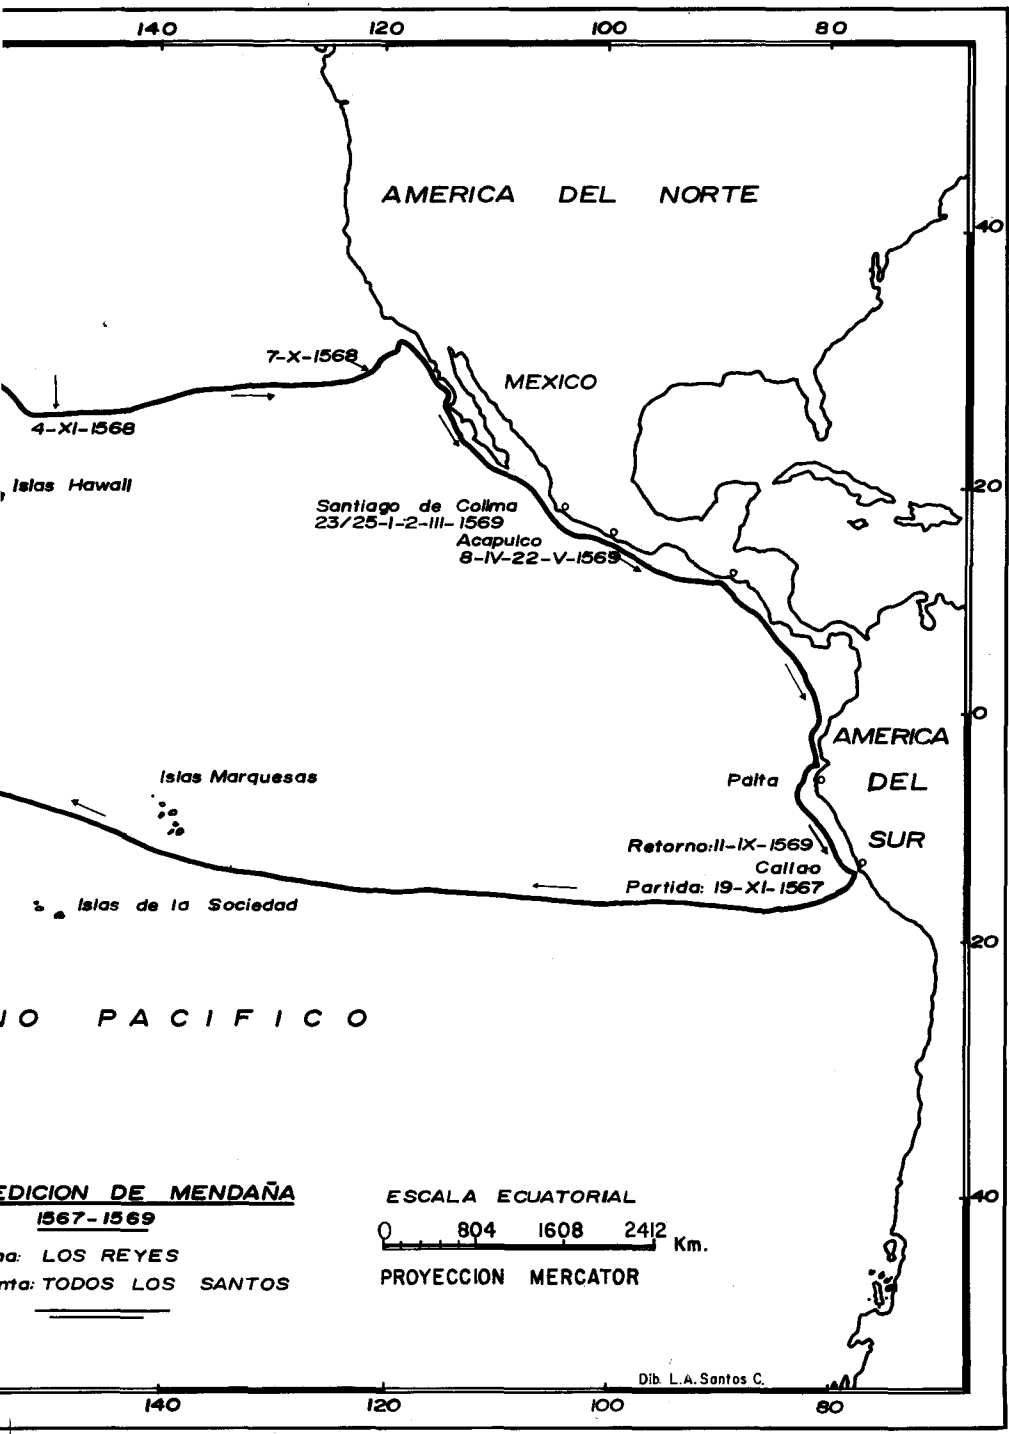 140 120 100 80
AMERICA DEL NORTE
40
7-X-1568
MEXICO
4-XI-1568
Islas Hawaii
20
Santiago de Colima
23/25-I-2-III-1569
Acapulco
8-IV-22-V-1569
0
AMERICA
DEL
SUR
Islas Marquesas
Paita
Retorno:11-IX-1569
Callao
Partida: 19-XI-1567
Islas de la Sociedad
20
NO PACIFICO
EDICION DE MENDAÑA
1567-1569
na: LOS REYES
nta: TODOS LOS SANTOS
ESCALA ECUATORIAL
0 804 1608 2412 Km.
PROYECCION MERCATOR
40
Dib. L.A. Santos C.
140 120 100 80